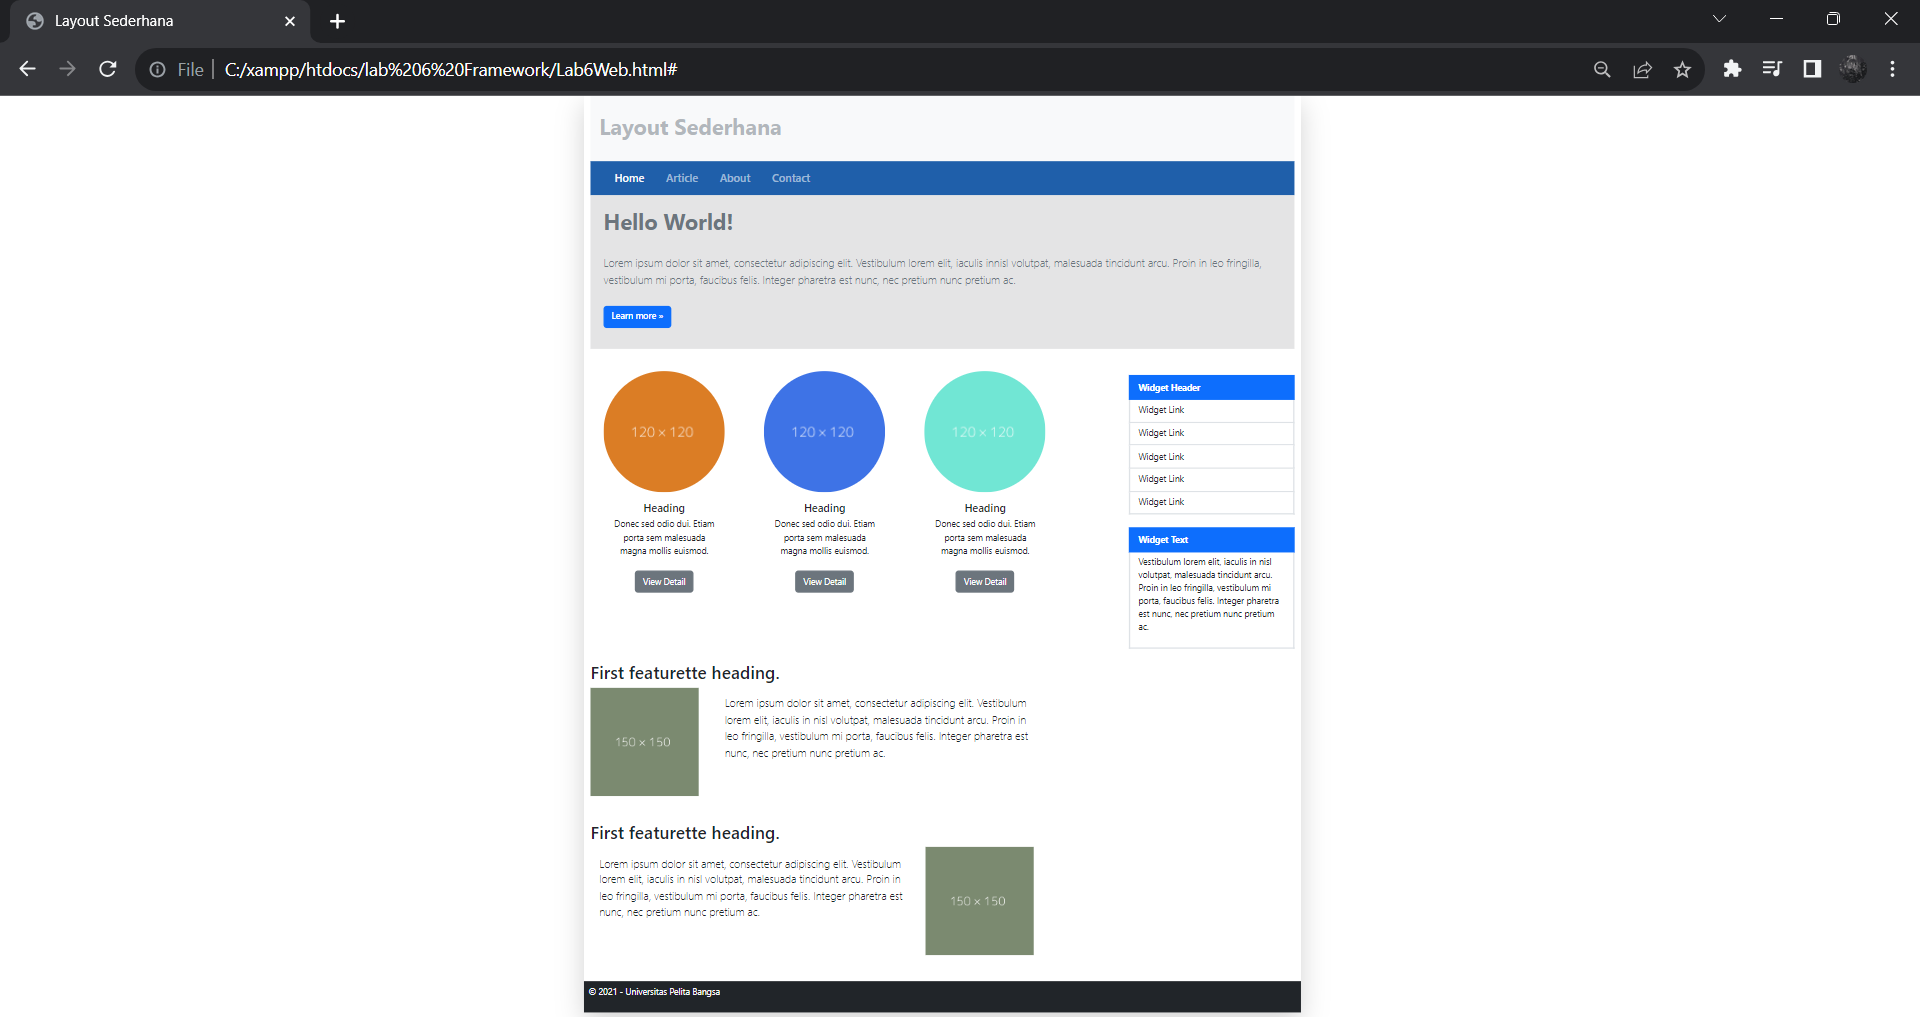 Layout Sederhana
File
C:/xampp/htdocs/lab%206%20Framework/Lab6Web.html#
Layout Sederhana
Home Article About Contact
Hello World!
Lorem ipsum dolor sit amet, consectetur adipiscing elit. Vestibulum lorem elit, iaculis innisl volutpat, malesuada tincidunt arcu. Proin in leo fringilla,
vestibulum mi porta, faucibus felis. Integer pharetra est nunc, nec pretium nunc pretium ac.
Learn more »
120 × 120
Heading
Donec sed odio dui. Etiam
porta sem malesuada
magna mollis euismod.
View Detail
120 × 120
Heading
Donec sed odio dui. Etiam
porta sem malesuada
magna mollis euismod.
View Detail
120 × 120
Heading
Donec sed odio dui. Etiam
porta sem malesuada
magna mollis euismod.
View Detail
Widget Header
Widget Link
Widget Link
Widget Link
Widget Link
Widget Link
Widget Text
Vestibulum lorem elit, iaculis in nisl
volutpat, malesuada tincidunt arcu.
Proin in leo fringilla, vestibulum mi
porta, faucibus felis. Integer pharetra
est nunc, nec pretium nunc pretium
ac.
First featurette heading.
150 × 150
Lorem ipsum dolor sit amet, consectetur adipiscing elit. Vestibulum
lorem elit, iaculis in nisl volutpat, malesuada tincidunt arcu. Proin in
leo fringilla, vestibulum mi porta, faucibus felis. Integer pharetra est
nunc, nec pretium nunc pretium ac.
First featurette heading.
Lorem ipsum dolor sit amet, consectetur adipiscing elit. Vestibulum
lorem elit, iaculis in nisl volutpat, malesuada tincidunt arcu. Proin in
leo fringilla, vestibulum mi porta, faucibus felis. Integer pharetra est
nunc, nec pretium nunc pretium ac.
150 × 150
© 2021 - Universitas Pelita Bangsa